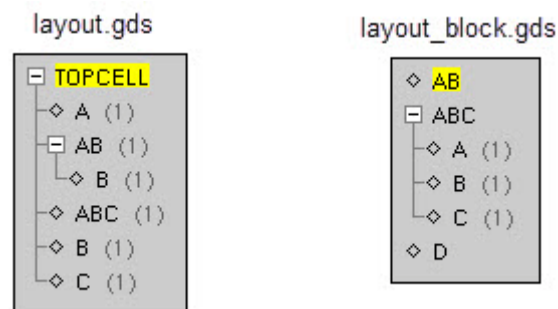 layout.gds
TOPCELL
A (1)
AB (1)
B (1)
ABC (1)
B (1)
C (1)
layout_block.gds
AB
ABC
A (1)
B (1)
C (1)
D